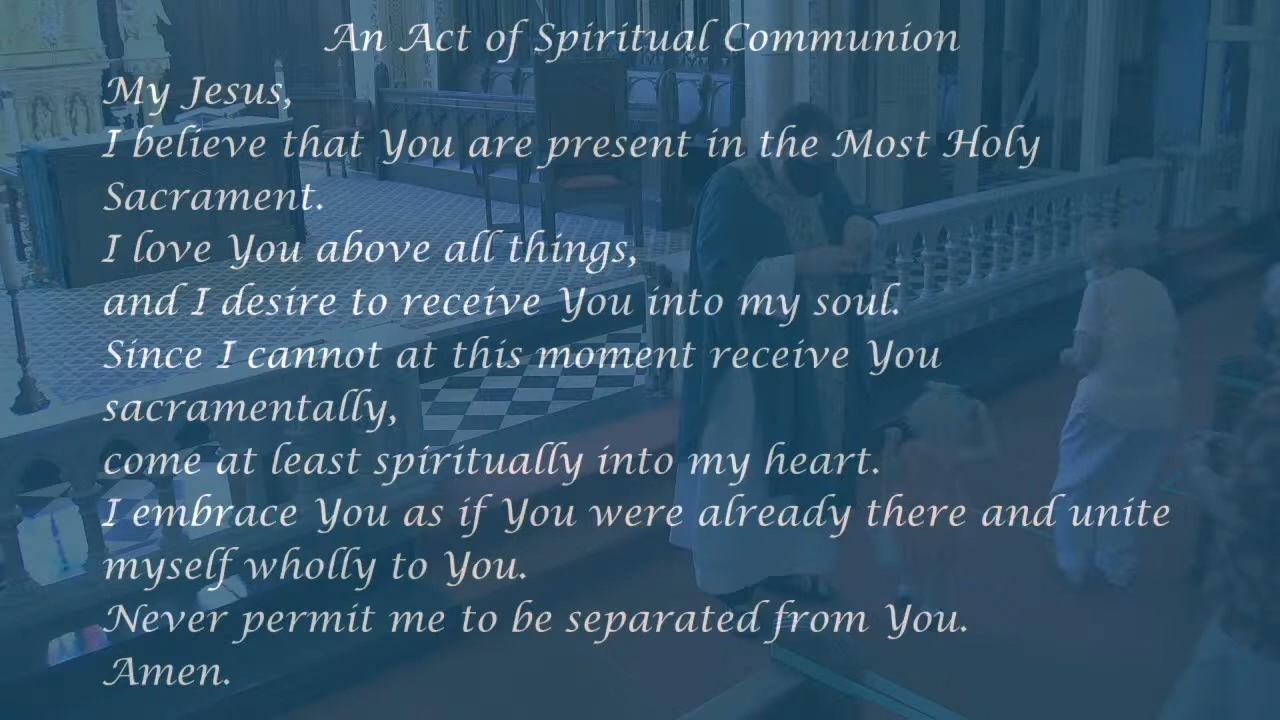 An Act of Spiritual Communion
My Jesus,
I believe that You are present in the Most Holy
Sacrament.
I love You above all things,
and I desire to receive You into my soul.
Since I cannot at this moment receive You
sacramentally,
come at least spiritually into my heart.
I embrace You as if You were already there and unite
myself wholly to You.
Never permit me to be separated from You.
Amen.